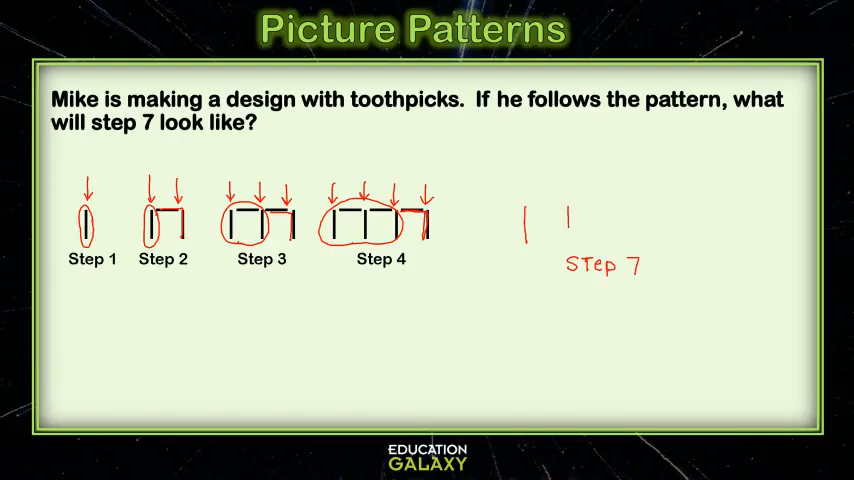 Picture Patterns
Mike is making a design with toothpicks.  If he follows the pattern, what
will step 7 look like?
Step 1 Step 2 Step 3 Step 4
STep 7
EDUCATION
GALAXY